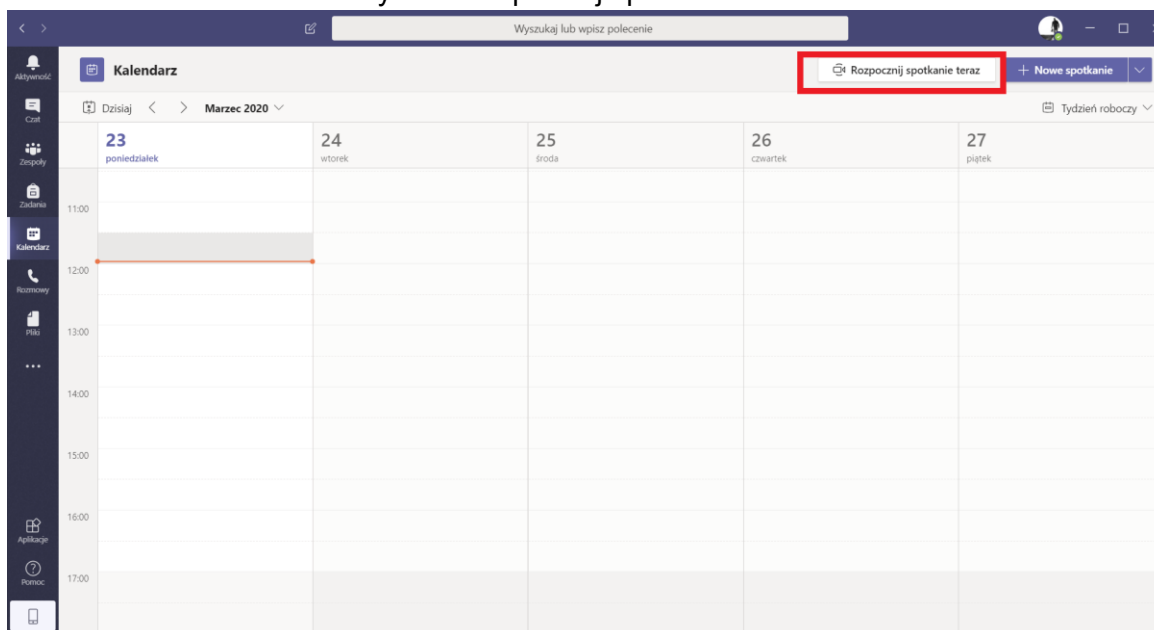 Wyszukaj lub wpisz polecenie
Aktywność
Kalendarz
Rozpocznij spotkanie teraz
+ Nowe spotkanie
Czat
Dzisiaj
Marzec 2020
Tydzień roboczy
Zespoły
23
poniedziałek
24
wtorek
25
środa
26
czwartek
27
piątek
Zadania
11:00
Kalendarz
12:00
Rozmowy
Pliki
13:00
14:00
15:00
16:00
Aplikacje
17:00
Pomoc